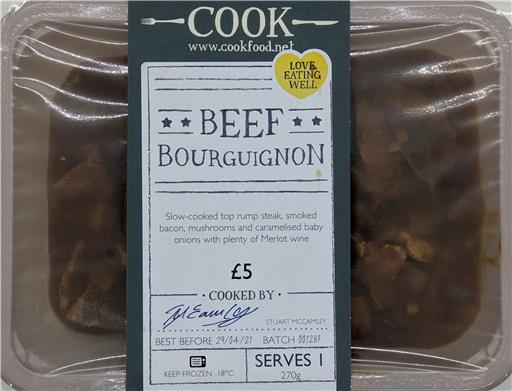 COOK
www.cookfood.net
LOVE
EATING
WELL
BEEF
BOURGUIGNON
Slow-cooked top rump steak, smoked
bacon, mushrooms and caramelised baby
onions with plenty of Merlot wine
£5
· COOKED BY ·
STUART MCCAMLEY
BEST BEFORE 29/04/21 BATCH 001287
KEEP FROZEN -18°C
SERVES 1
270g